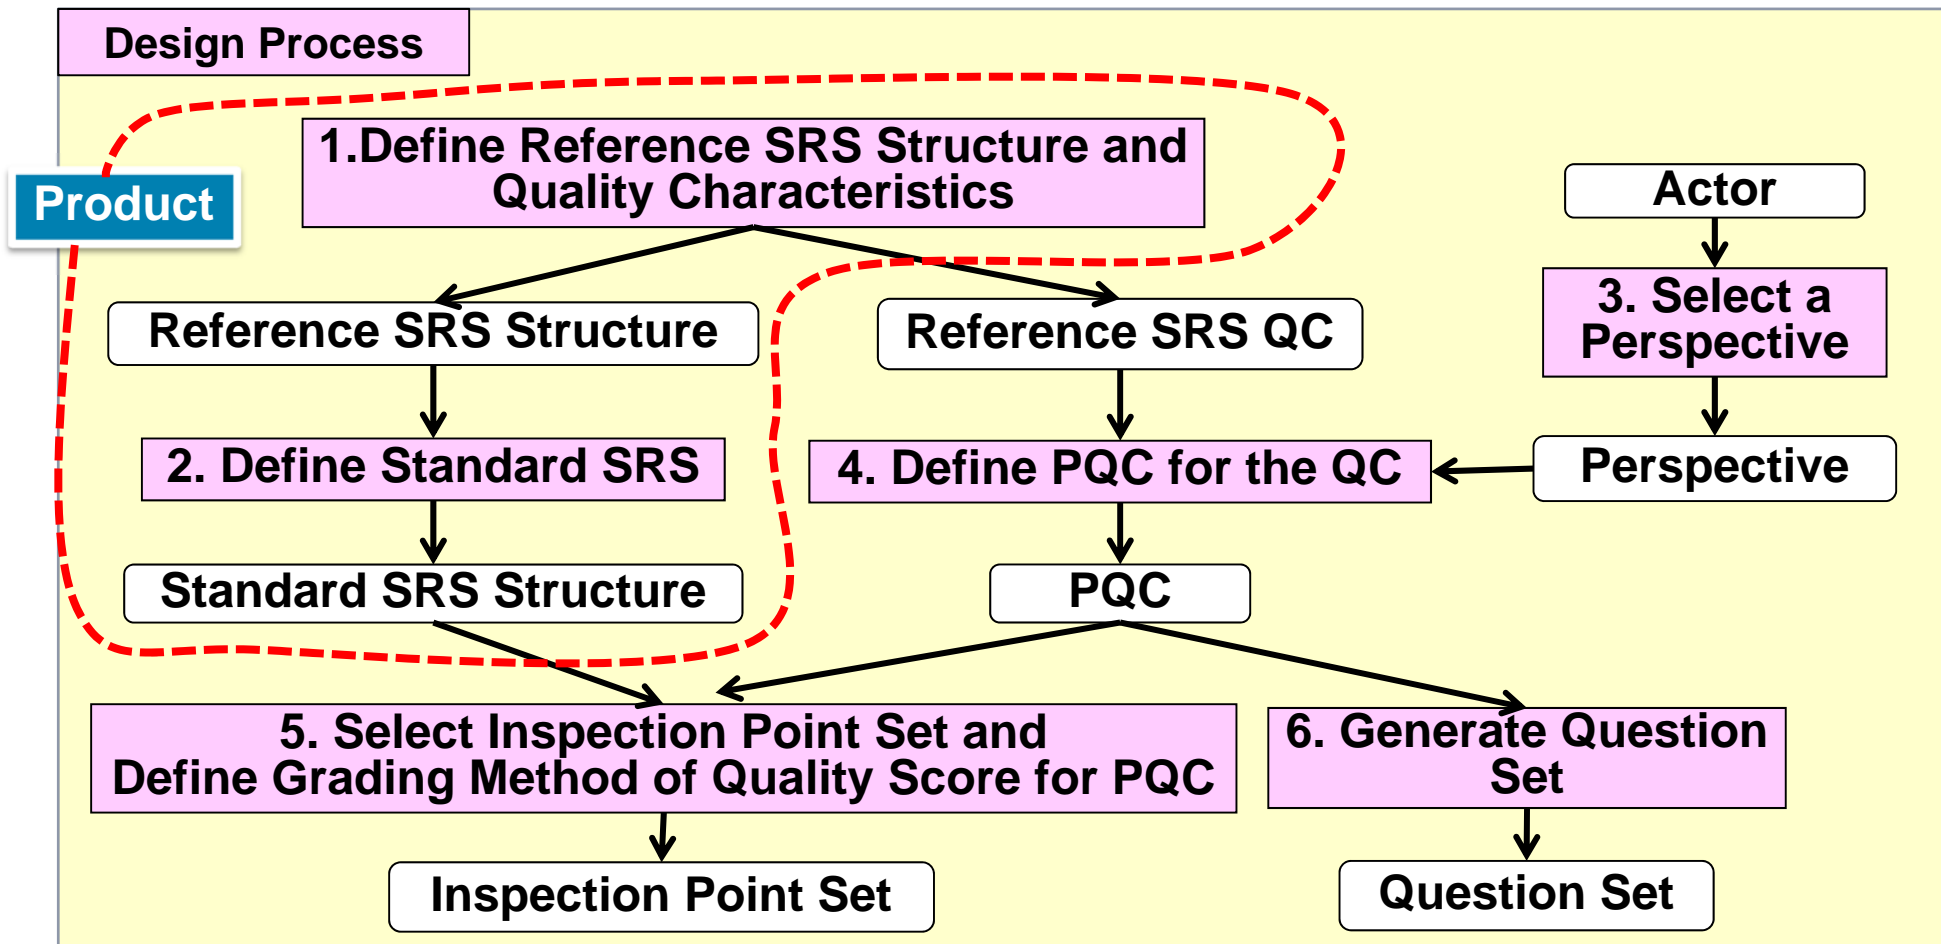 Design Process
1.Define Reference SRS Structure and
Quality Characteristics
Product
Actor
3. Select a
Perspective
Reference SRS Structure
Reference SRS QC
2. Define Standard SRS
4. Define PQC for the QC
Perspective
Standard SRS Structure
PQC
5. Select Inspection Point Set and
Define Grading Method of Quality Score for PQC
6. Generate Question
Set
Inspection Point Set
Question Set